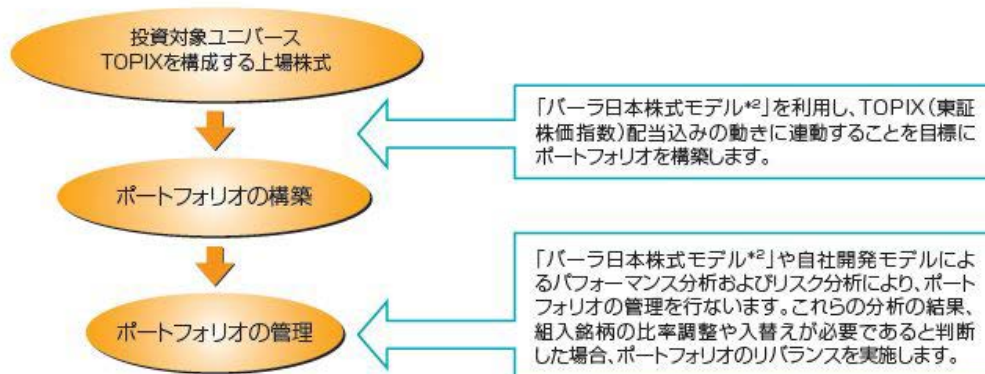 投資対象ユニバース
TOPIXを構成する上場株式
「バーラ日本株式モデル*2」を利用し、TOPIX（東証
株価指数）配当込みの動きに連動することを目標に
ポートフォリオを構築します。
ポートフォリオの構築
「バーラ日本株式モデル*2」や自社開発モデルによ
るパフォーマンス分析およびリスク分析により、ポート
フォリオの管理を行ないます。これらの分析の結果、
組入銘柄の比率調整や入替えが必要であると判断
した場合、ポートフォリオのリバランスを実施します。
ポートフォリオの管理